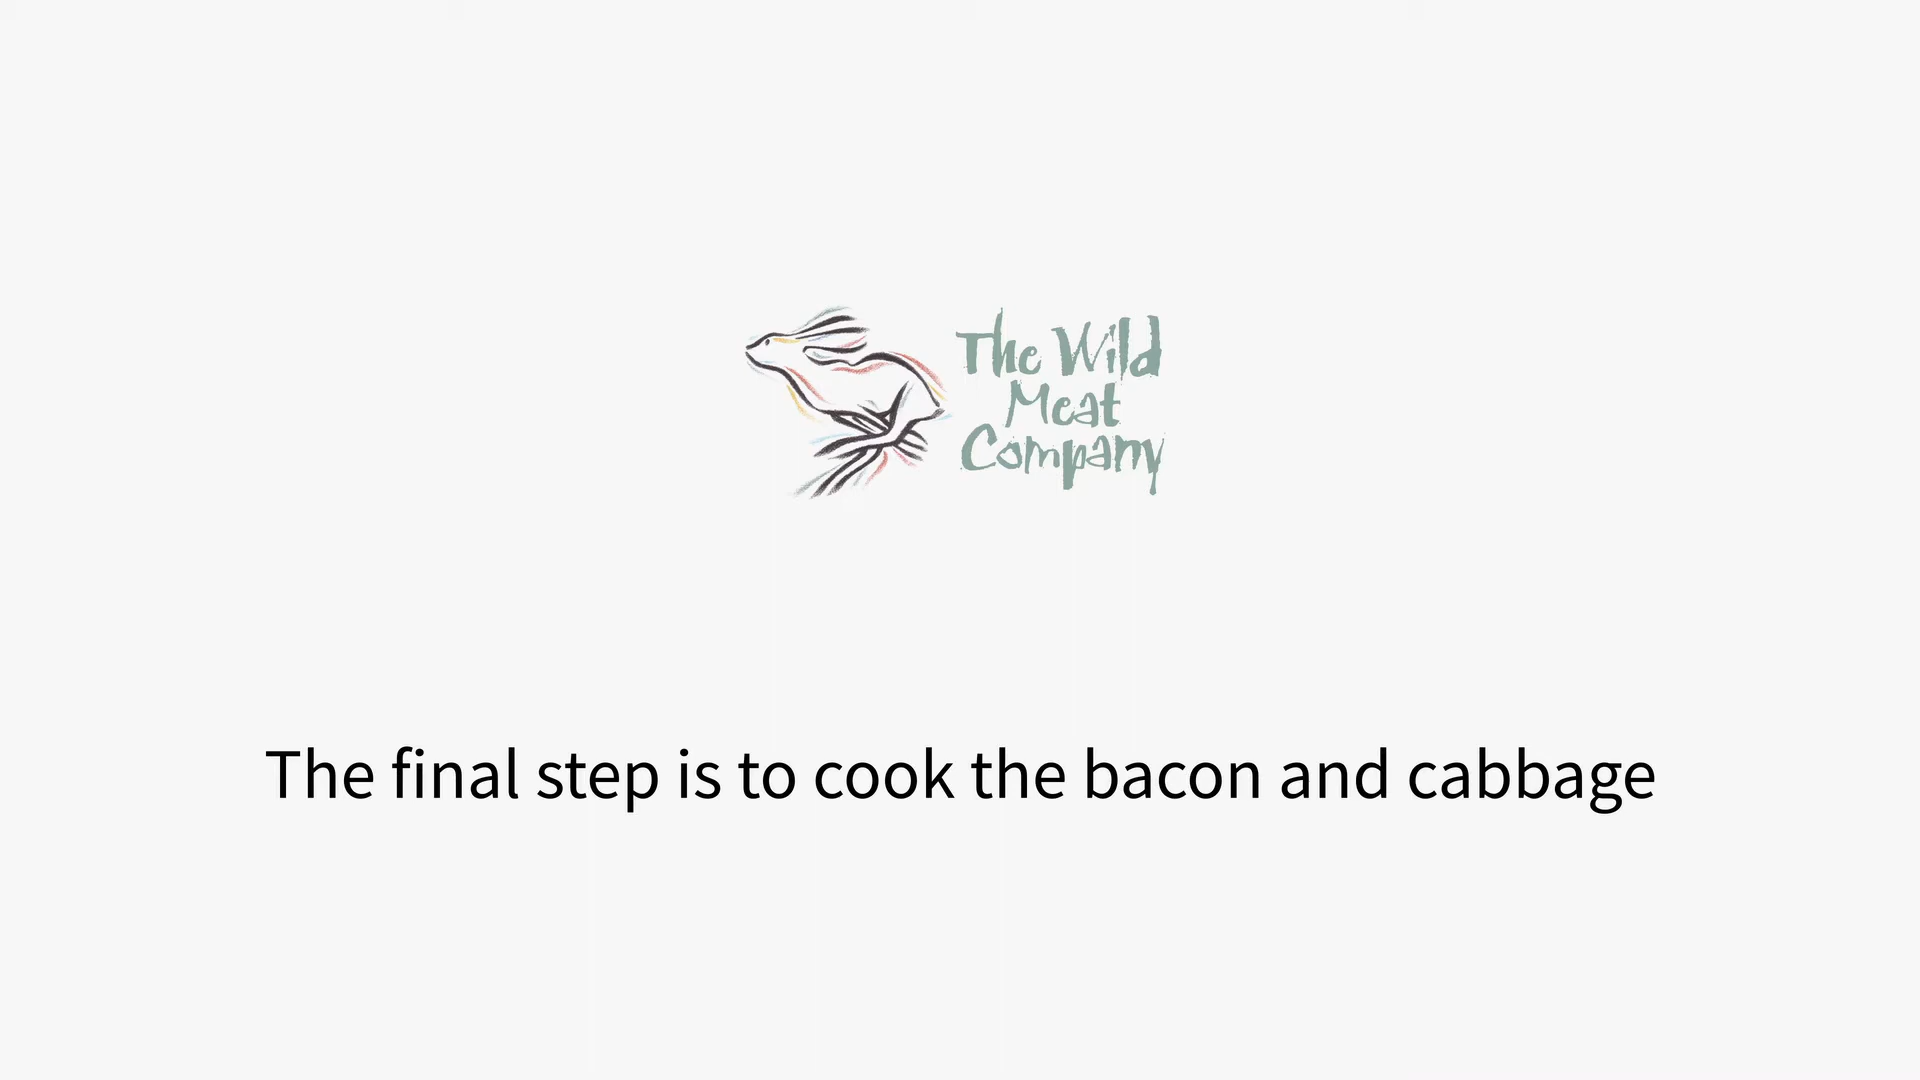 The Wild
Meat
Company
The final step is to cook the bacon and cabbage